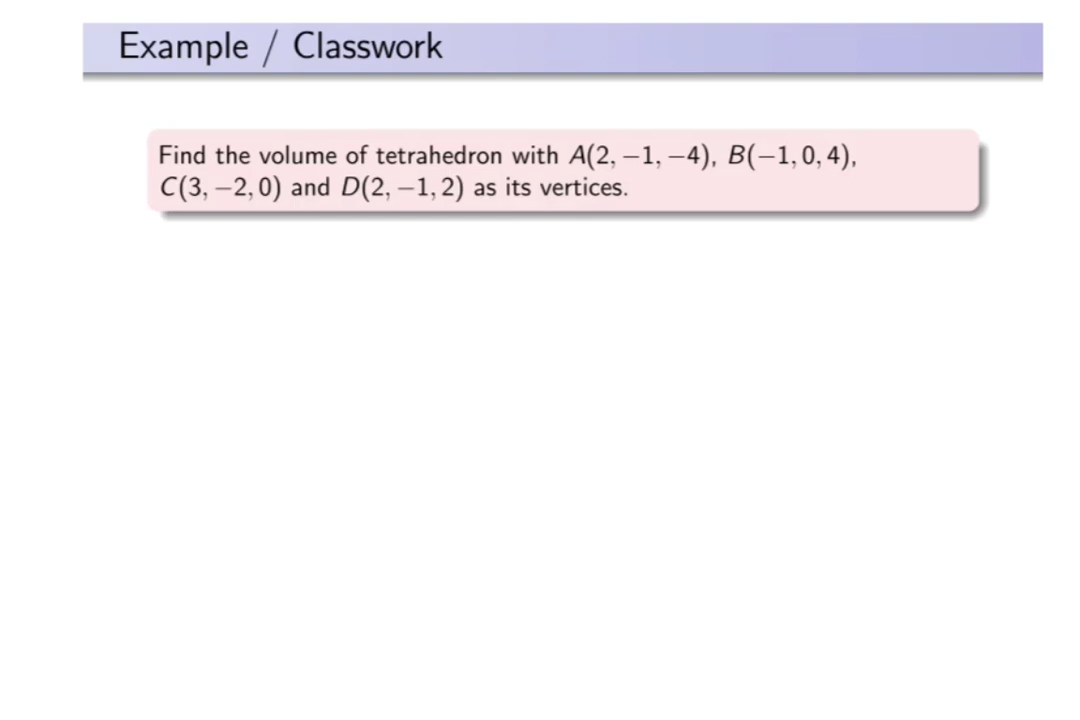 Example / Classwork
Find the volume of tetrahedron with A(2, −1, −4), B(−1, 0, 4),
C(3, −2, 0) and D(2, −1, 2) as its vertices.